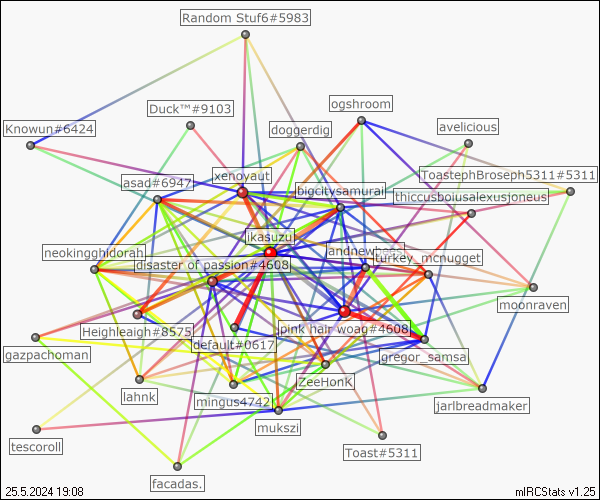 Random Stuf6#5983
Duck™#9103
ogshroom
Knowun#6424
doggerdig
avelicious
xenoyaut
ToastephBroseph5311#5311
asad#6947
bigcitysamurai
thiccusboiusalexusjoneus
ikasuzu
neokingghidorah
andnewbest
turkey_mcnugget
disaster of passion#4608
moonraven
Heighleaigh#8575
pink hair woag#4608
default#0617
gazpachoman
gregor_samsa
ZeeHonk
lahnk
mingus4742
jarlbreadmaker
mukszi
tescoroll
Toast#5311
facadas.
25.5.2024 19:08
mIRCStats v1.25